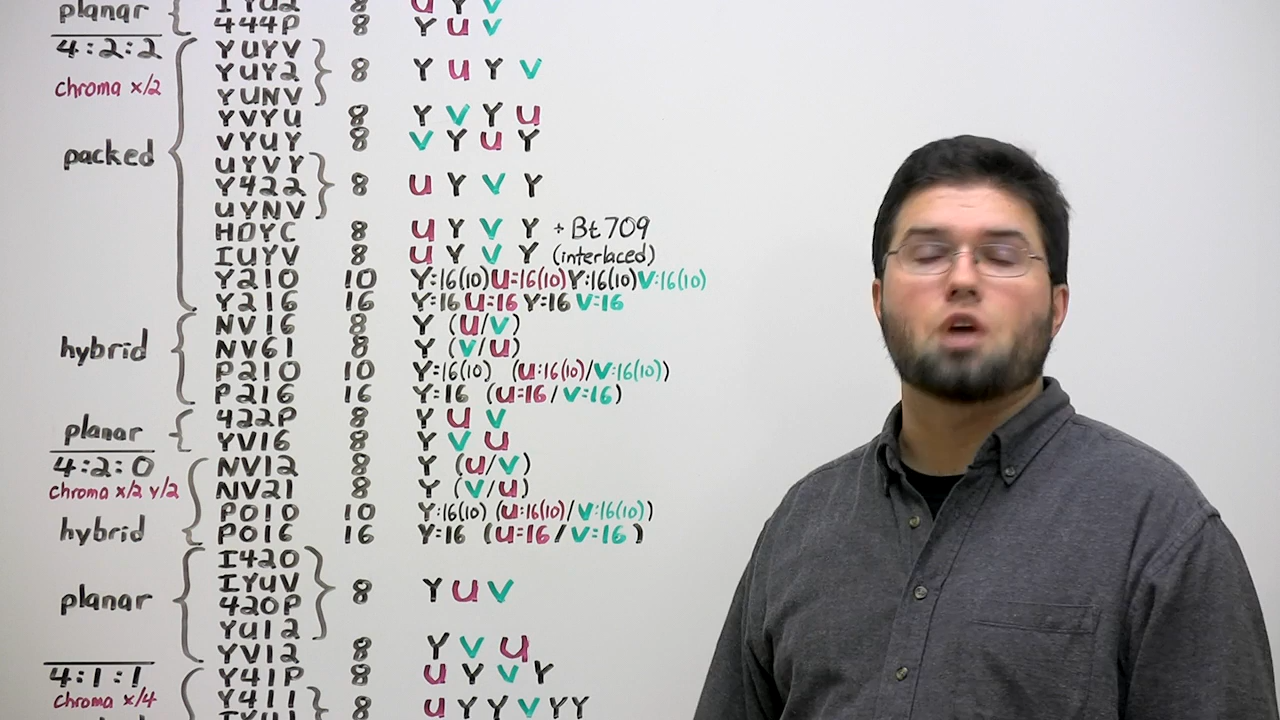 planar
444P 8 Y U V
4:2:2
chroma x/2
packed
YUYV
YUY2 8 Y U Y V
YUNV
YVYU 8 Y V Y U
VYUY 8 V Y U Y
UYVY
Y422 8 U Y V Y
UYNV
HDYC 8 U Y V Y + Bt 709
IUYV 8 U Y V Y (interlaced)
Y210 10 Y:16(10) U:16(10) Y:16(10) V:16(10)
Y216 16 Y:16 U:16 Y:16 V:16
hybrid
NV16 8 Y (U/V)
NV61 8 Y (V/U)
P210 10 Y:16(10) (U:16(10)/V:16(10))
P216 16 Y:16 (U:16/V:16)
planar
422P 8 Y U V
YV16 8 Y V U
4:2:0
chroma x/2 y/2
hybrid
NV12 8 Y (U/V)
NV21 8 Y (V/U)
P010 10 Y:16(10) (U:16(10)/V:16(10))
P016 16 Y:16 (U:16/V:16)
planar
I420
IYUV
420P 8 Y U V
YU12
YV12 8 Y V U
4:1:1
chroma x/4
Y41P 8 U Y V Y
Y411
8 U Y Y V Y Y